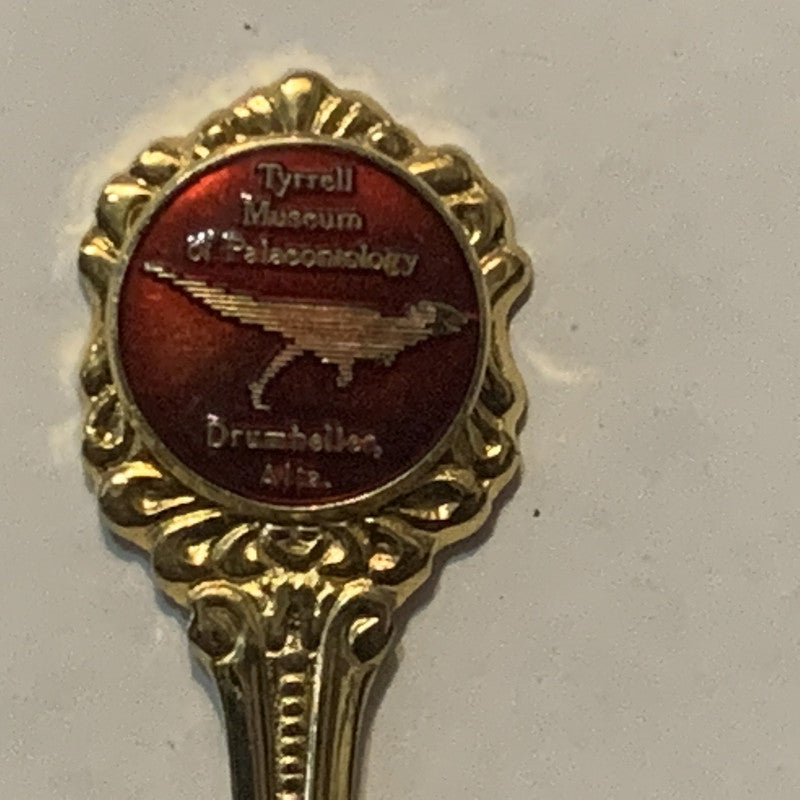 Tyrrell
Museum
of Palaeontology
Drumheller,
Alta.